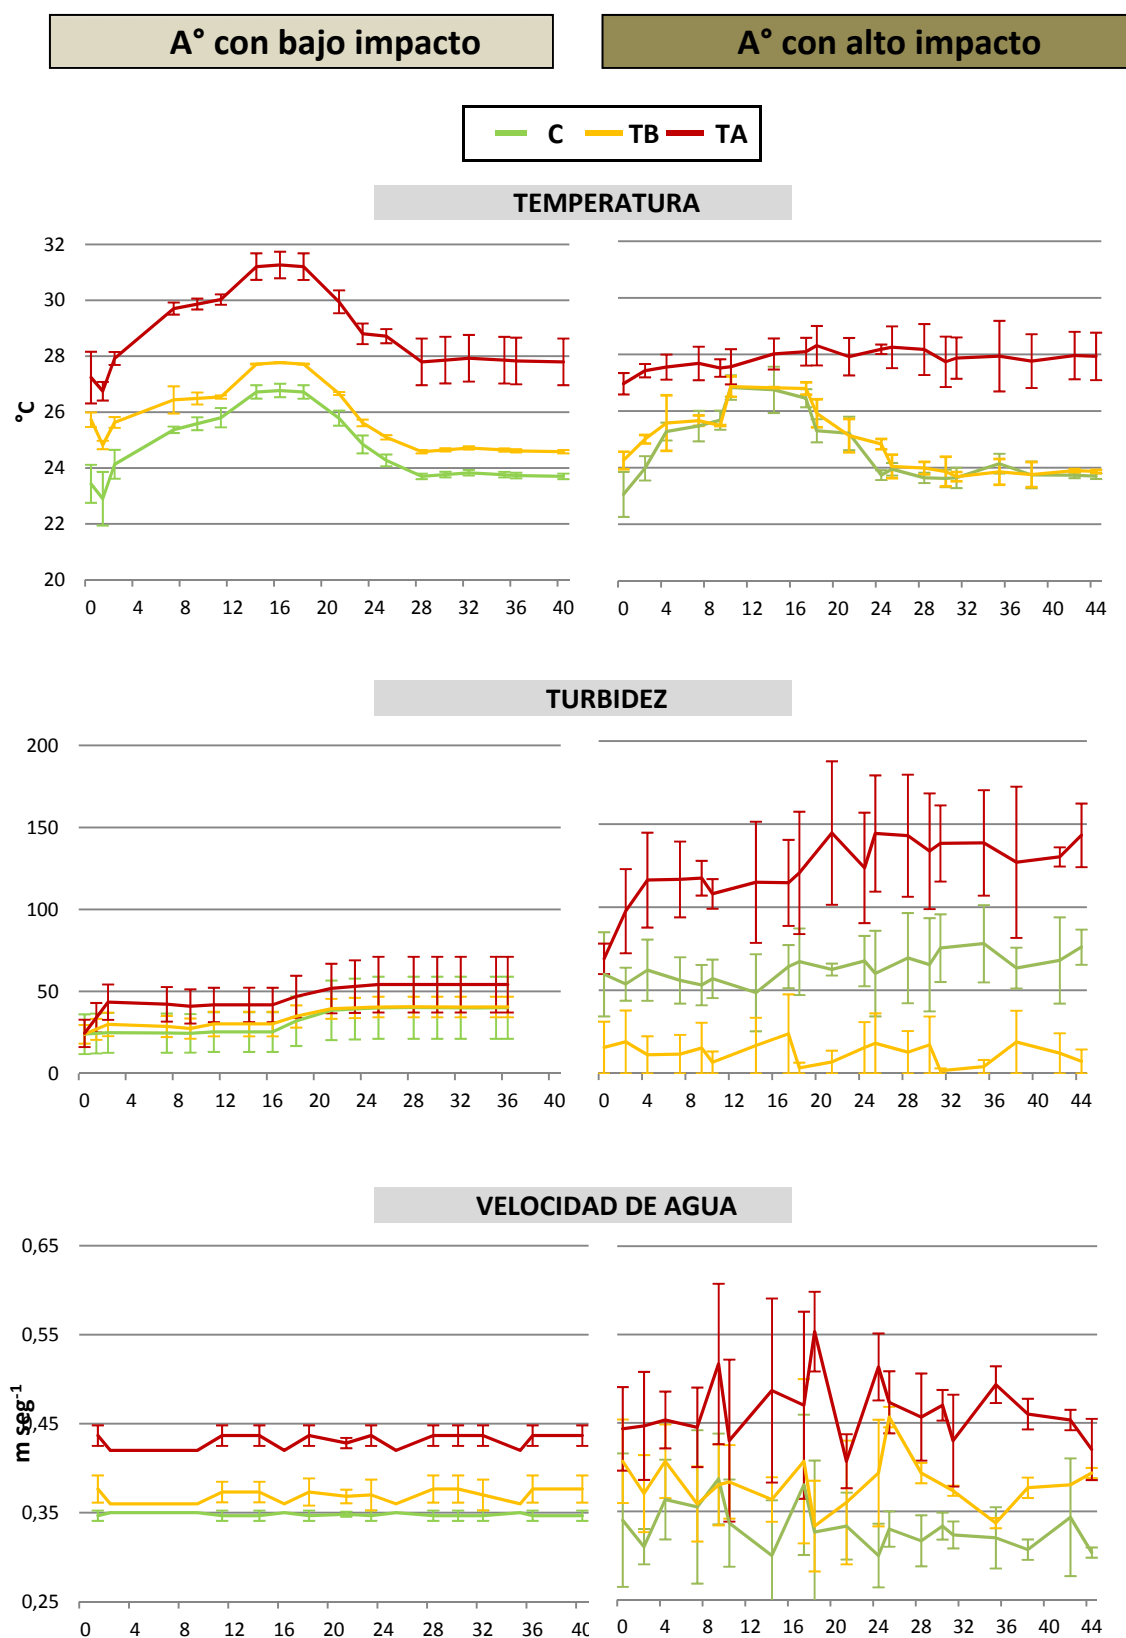 A° con bajo impacto
A° con alto impacto
C TB TA
TEMPERATURA
°C
32
30
28
26
24
22
20
0 4 8 12 16 20 24 28 32 36 40
0 4 8 12 16 20 24 28 32 36 40 44
TURBIDEZ
200
150
100
50
0
0 4 8 12 16 20 24 28 32 36 40
0 4 8 12 16 20 24 28 32 36 40 44
VELOCIDAD DE AGUA
m seg⁻¹
0,65
0,55
0,45
0,35
0,25
0 4 8 12 16 20 24 28 32 36 40
0 4 8 12 16 20 24 28 32 36 40 44